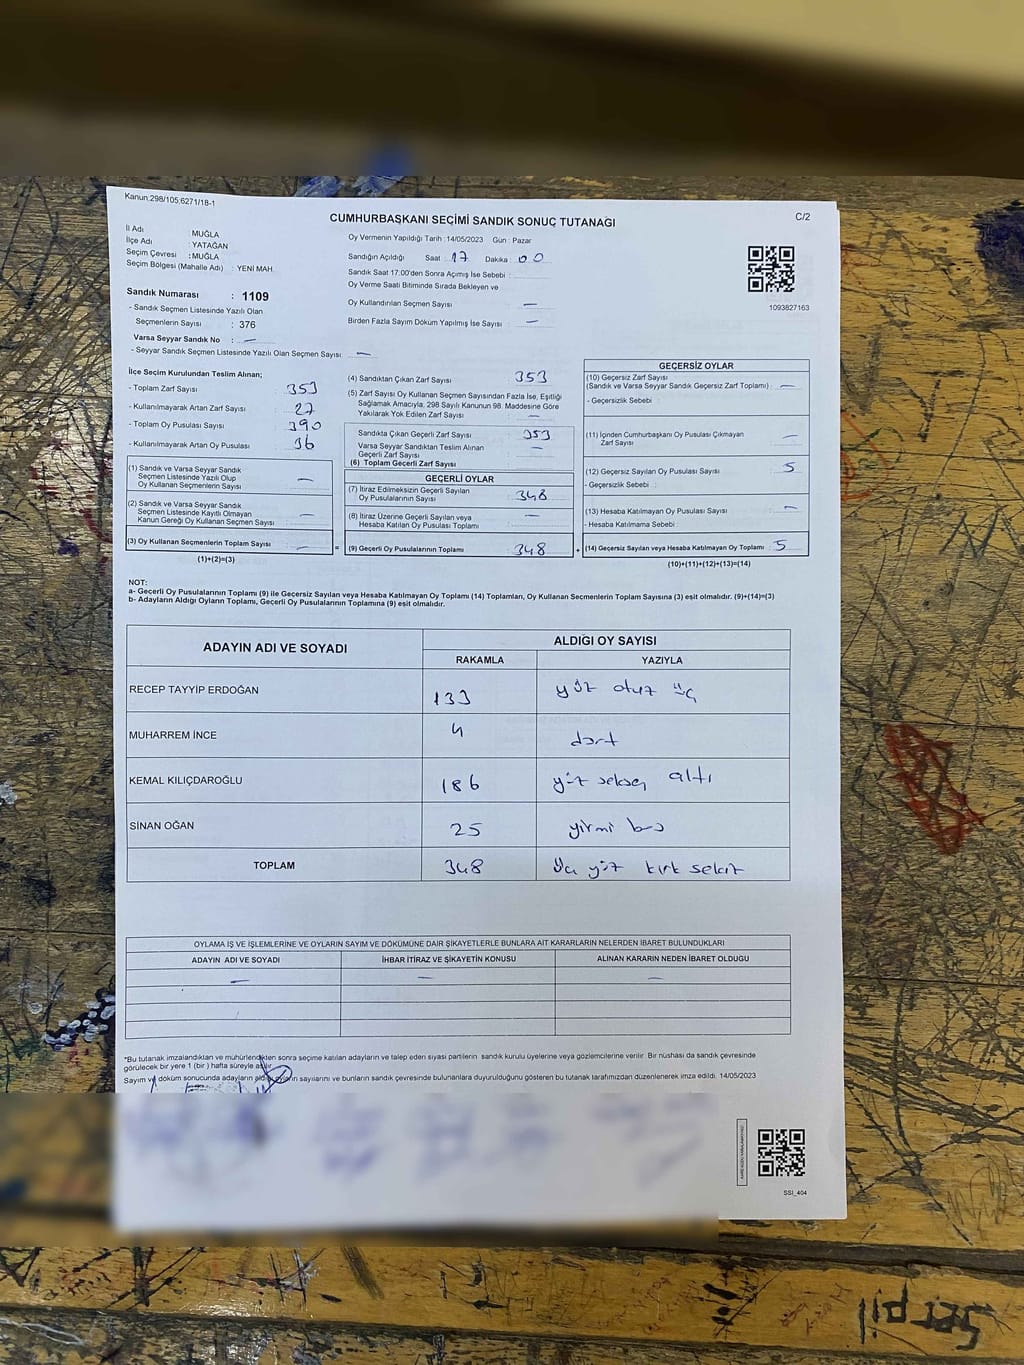 Kanun:298/105;6271/18-1
C/2
CUMHURBAŞKANI SEÇİMİ SANDIK SONUÇ TUTANAĞI
İl Adı : MUĞLA
İlçe Adı : YATAĞAN
Seçim Çevresi : MUĞLA
Seçim Bölgesi (Mahalle Adı) : YENİ MAH.
Oy Vermenin Yapıldığı Tarih :14/05/2023 Gün : Pazar
Sandığın Açıldığı Saat : 17 Dakika : 00
Sandık Saat 17:00'den Sonra Açılmış İse Sebebi :
Oy Verme Saati Bitiminde Sırada Bekleyen ve
Oy Kullandırılan Seçmen Sayısı : —
Birden Fazla Sayım Döküm Yapılmış İse Sayısı : —
1093827163
Sandık Numarası : 1109
- Sandık Seçmen Listesinde Yazılı Olan
Seçmenlerin Sayısı : 376
Varsa Seyyar Sandık No : —
- Seyyar Sandık Seçmen Listesinde Yazılı Olan Seçmen Sayısı : —
İlçe Seçim Kurulundan Teslim Alınan;
- Toplam Zarf Sayısı : 353
- Kullanılmayarak Artan Zarf Sayısı : 27
- Toplam Oy Pusulası Sayısı : 390
- Kullanılmayarak Artan Oy Pusulası : 36
(1) Sandık ve Varsa Seyyar Sandık
Seçmen Listesinde Yazılı Olup
Oy Kullanan Seçmenlerin Sayısı : —
(2) Sandık ve Varsa Seyyar Sandık
Seçmen Listesinde Kayıtlı Olmayan
Kanun Gereği Oy Kullanan Seçmen Sayısı : —
(3) Oy Kullanan Seçmenlerin Toplam Sayısı : —
(1)+(2)=(3)
(4) Sandıktan Çıkan Zarf Sayısı : 353
(5) Zarf Sayısı Oy Kullanan Seçmen Sayısından Fazla İse, Eşitliği
Sağlamak Amacıyla, 298 Sayılı Kanunun 98. Maddesine Göre
Yakılarak Yok Edilen Zarf Sayısı : —
Sandıkta Çıkan Geçerli Zarf Sayısı : 353
Varsa Seyyar Sandıktan Teslim Alınan
Geçerli Zarf Sayısı : —
(6) Toplam Geçerli Zarf Sayısı
GEÇERLİ OYLAR
(7) İtiraz Edilmeksizin Geçerli Sayılan
Oy Pusulalarının Sayısı : 348
(8) İtiraz Üzerine Geçerli Sayılan veya
Hesaba Katılan Oy Pusulası Toplamı : —
= (9) Geçerli Oy Pusulalarının Toplamı : 348
GEÇERSİZ OYLAR
(10) Geçersiz Zarf Sayısı
(Sandık ve Varsa Seyyar Sandık Geçersiz Zarf Toplamı) : —
- Geçersizlik Sebebi :
(11) İçinden Cumhurbaşkanı Oy Pusulası Çıkmayan
Zarf Sayısı : —
(12) Geçersiz Sayılan Oy Pusulası Sayısı : 5
- Geçersizlik Sebebi :
(13) Hesaba Katılmayan Oy Pusulası Sayısı : —
- Hesaba Katılmama Sebebi :
+ (14) Geçersiz Sayılan veya Hesaba Katılmayan Oy Toplamı : 5
(10)+(11)+(12)+(13)=(14)
NOT:
a- Geçerli Oy Pusulalarının Toplamı (9) ile Geçersiz Sayılan veya Hesaba Katılmayan Oy Toplamı (14) Toplamları, Oy Kullanan Seçmenlerin Toplam Sayısına (3) eşit olmalıdır. (9)+(14)=(3)
b- Adayların Aldığı Oyların Toplamı, Geçerli Oy Pusulalarının Toplamına (9) eşit olmalıdır.
ADAYIN ADI VE SOYADI
ALDIĞI OY SAYISI
RAKAMLA YAZIYLA
RECEP TAYYİP ERDOĞAN 133 yüz otuz üç
MUHARREM İNCE 4 dört
KEMAL KILIÇDAROĞLU 186 yüz seksen altı
SİNAN OĞAN 25 yirmi beş
TOPLAM 348 Üç yüz kırk sekiz
OYLAMA İŞ VE İŞLEMLERİNE VE OYLARIN SAYIM VE DÖKÜMÜNE DAİR ŞİKAYETLERLE BUNLARA AİT KARARLARIN NELERDEN İBARET BULUNDUKLARI
ADAYIN ADI VE SOYADI İHBAR İTİRAZ VE ŞİKAYETİN KONUSU ALINAN KARARIN NEDEN İBARET OLDUĞU
— — —
*Bu tutanak imzalandıktan ve mühürlendikten sonra seçime katılan adayların ve talep eden siyasi partilerin sandık kurulu üyelerine veya gözlemcilerine verilir. Bir nüshası da sandık çevresinde
görülecek bir yere 1 (bir ) hafta süreyle asılır.
Sayım ve döküm sonucunda adayların aldığı oyların sayılarını ve bunların sandık çevresinde bulunanlara duyurulduğunu gösteren bu tutanak tarafımızdan düzenlenerek imza edildi. 14/05/2023
SSI_404
Ser pil